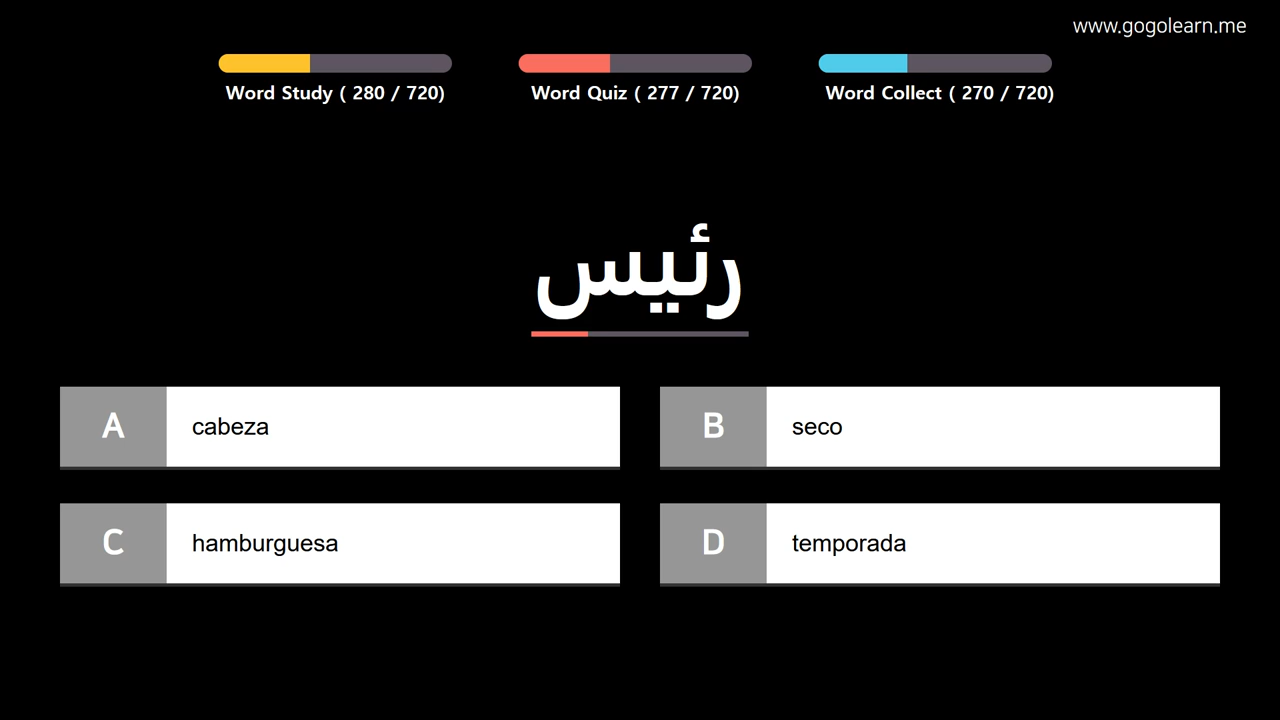 www.gogolearn.me
Word Study ( 280 / 720)
Word Quiz ( 277 / 720)
Word Collect ( 270 / 720)
رئيس
A cabeza
B seco
C hamburguesa
D temporada